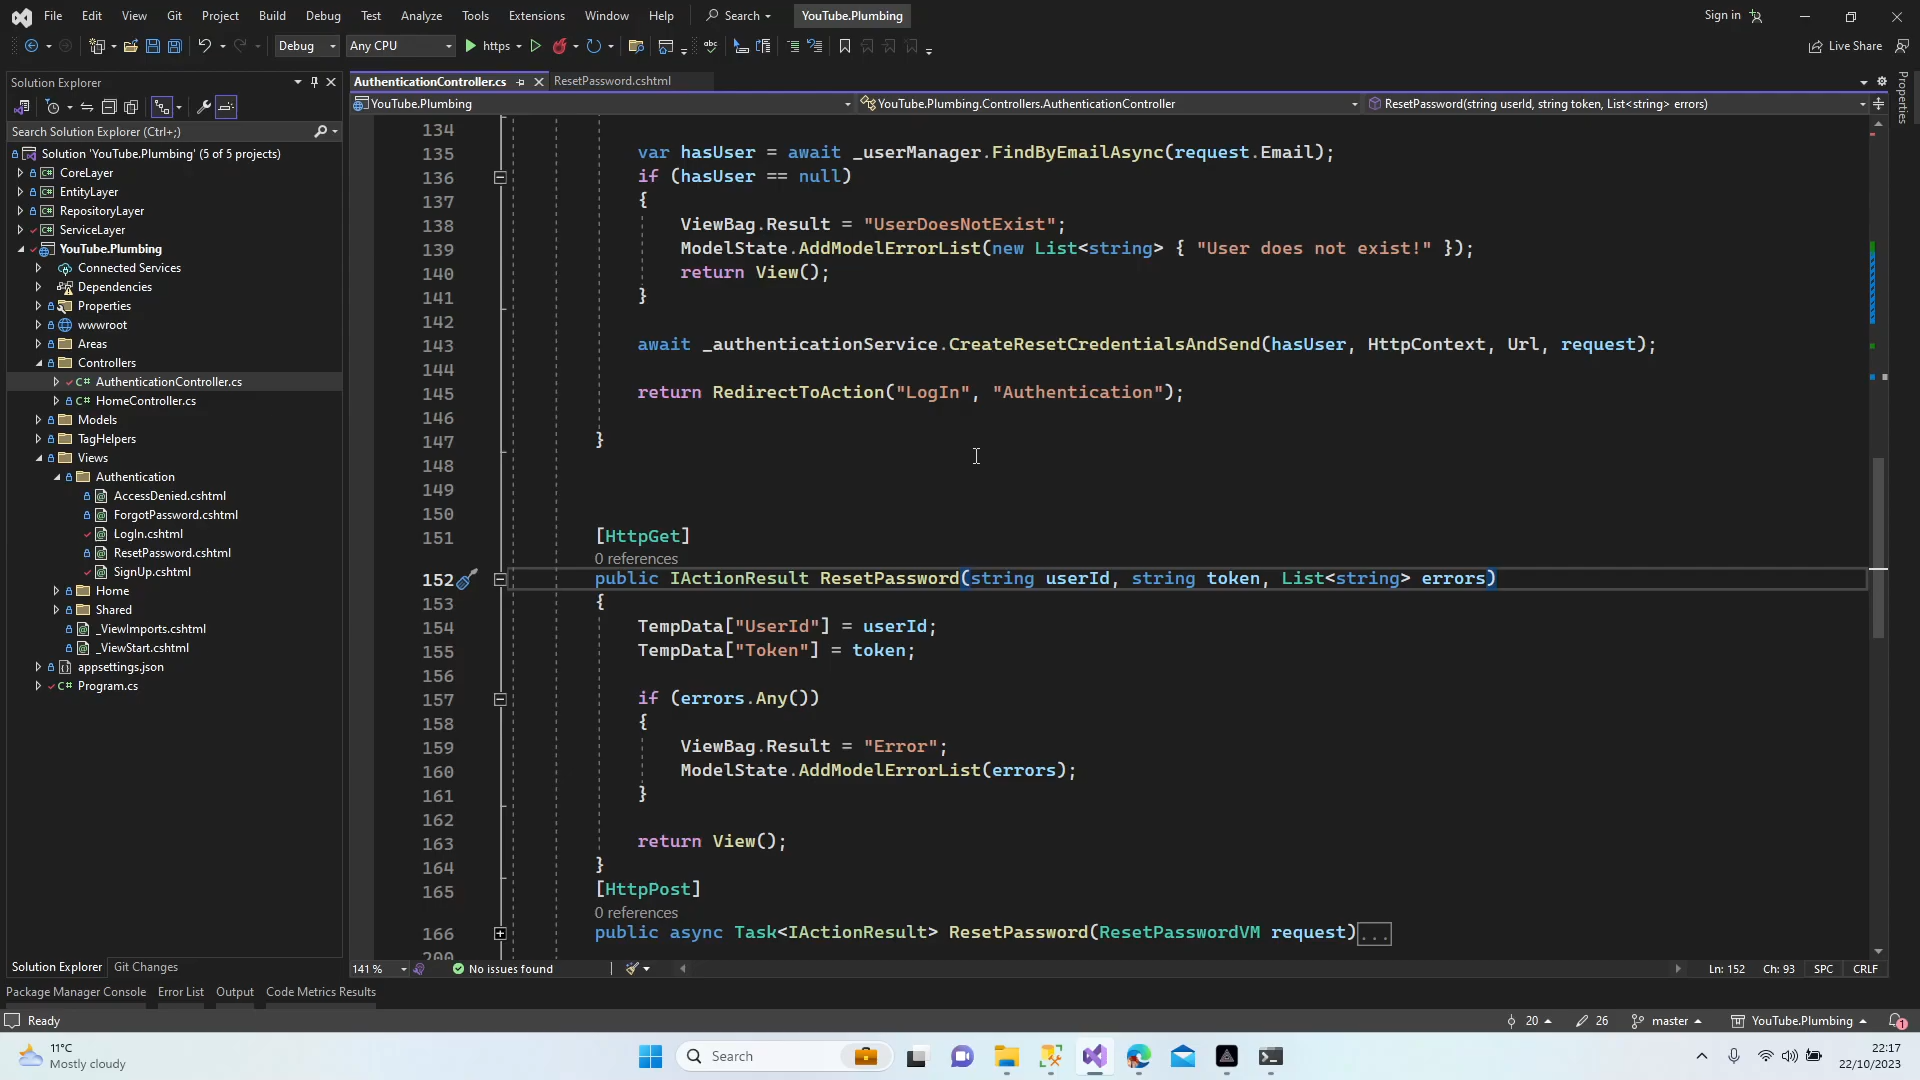 File Edit View Git Project Build Debug Test Analyze Tools Extensions Window Help Search YouTube.Plumbing Sign in
Debug Any CPU https Live Share
Solution Explorer
Search Solution Explorer (Ctrl+;)
Solution 'YouTube.Plumbing' (5 of 5 projects)
CoreLayer
EntityLayer
RepositoryLayer
ServiceLayer
YouTube.Plumbing
Connected Services
Dependencies
Properties
wwwroot
Areas
Controllers
AuthenticationController.cs
HomeController.cs
Models
TagHelpers
Views
Authentication
AccessDenied.cshtml
ForgotPassword.cshtml
LogIn.cshtml
ResetPassword.cshtml
SignUp.cshtml
Home
Shared
_ViewImports.cshtml
_ViewStart.cshtml
appsettings.json
Program.cs
Solution Explorer Git Changes
AuthenticationController.cs ResetPassword.cshtml
YouTube.Plumbing YouTube.Plumbing.Controllers.AuthenticationController ResetPassword(string userId, string token, List<string> errors)
Properties
134
135 var hasUser = await _userManager.FindByEmailAsync(request.Email);
136 if (hasUser == null)
137 {
138 ViewBag.Result = "UserDoesNotExist";
139 ModelState.AddModelErrorList(new List<string> { "User does not exist!" });
140 return View();
141 }
142
143 await _authenticationService.CreateResetCredentialsAndSend(hasUser, HttpContext, Url, request);
144
145 return RedirectToAction("LogIn", "Authentication");
146
147 }
148
149
150
151 [HttpGet]
0 references
152 public IActionResult ResetPassword(string userId, string token, List<string> errors)
153 {
154 TempData["UserId"] = userId;
155 TempData["Token"] = token;
156
157 if (errors.Any())
158 {
159 ViewBag.Result = "Error";
160 ModelState.AddModelErrorList(errors);
161 }
162
163 return View();
164 }
165 [HttpPost]
0 references
166 public async Task<IActionResult> ResetPassword(ResetPasswordVM request)...
200
141 % No issues found Ln: 152 Ch: 93 SPC CRLF
Package Manager Console Error List Output Code Metrics Results
Ready 20 26 master YouTube.Plumbing 1
11°C
Mostly cloudy
Search
22:17
22/10/2023